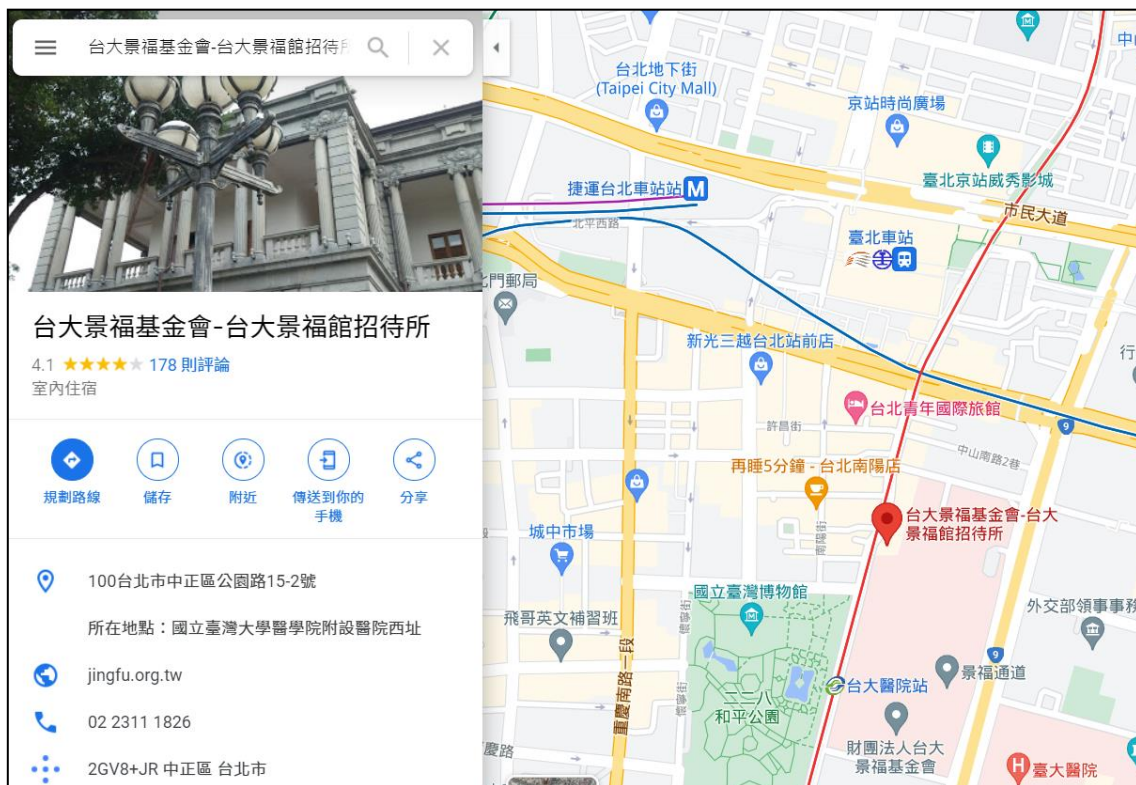 台大景福基金會-台大景福館招待所
台大景福基金會-台大景福館招待所
4.1
178 則評論
室內住宿
規劃路線
儲存
附近
傳送到你的
手機
分享
100台北市中正區公園路15-2號
所在地點：國立臺灣大學醫學院附設醫院西址
jingfu.org.tw
02 2311 1826
2GV8+JR 中正區 台北市
台北地下街
(Taipei City Mall)
京站時尚廣場
中山
臺北京站威秀影城
捷運台北車站站
M
市民大道
北平西路
臺北車站
北門郵局
新光三越台北站前店
行
台北青年國際旅館
9
許昌街
中山南路2巷
再睡5分鐘 - 台北南陽店
台大景福基金會-台大
景福館招待所
南陽街
城中市場
國立臺灣博物館
外交部領事事務
飛哥英文補習班
懷寧街
9
景福通道
重慶南路一段
懷寧街
台大醫院站
二二八
和平公園
財團法人台大
景福基金會
慶路
H
臺大醫院